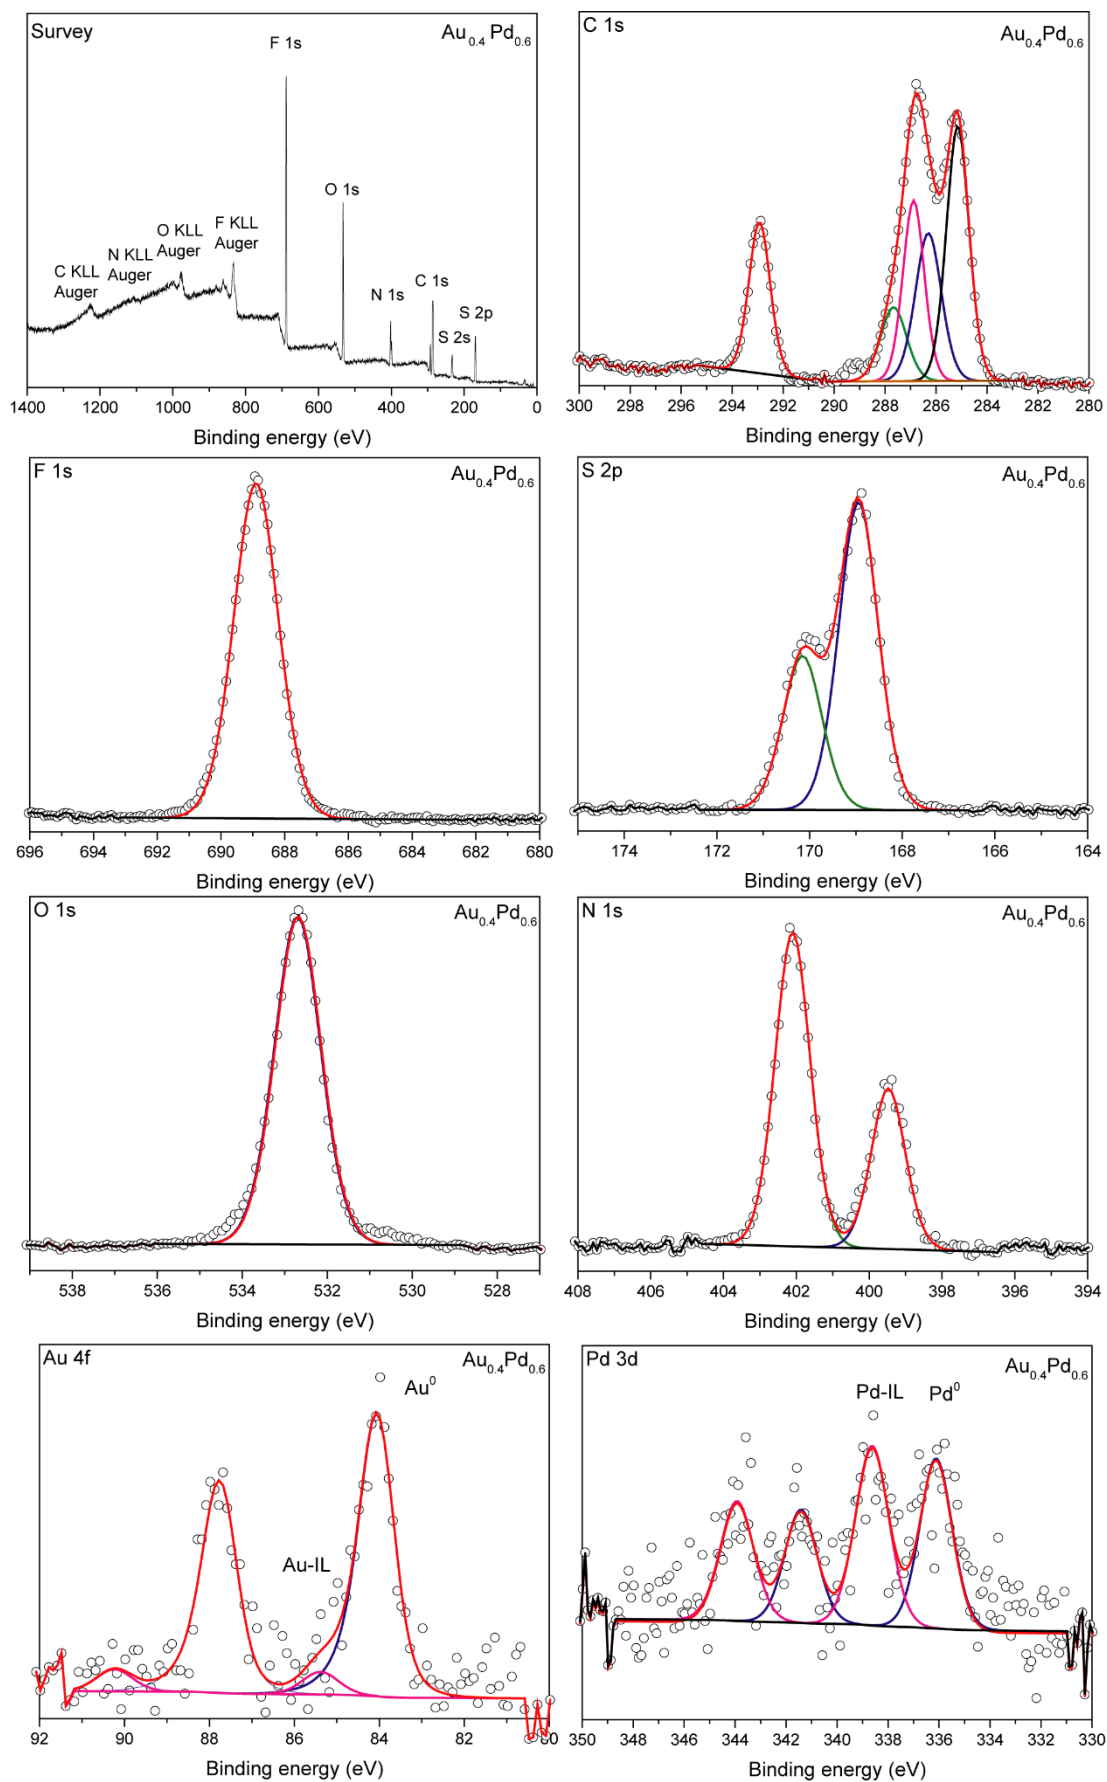 Survey
Au0.4 Pd0.6
F 1s
O 1s
O KLL
Auger
F KLL
Auger
N KLL
Auger
C KLL
Auger
C 1s
N 1s
S 2p
S 2s
1400 1200 1000 800 600 400 200 0
Binding energy (eV)
C 1s
Au0.4Pd0.6
300 298 296 294 292 290 288 286 284 282 280
Binding energy (eV)
F 1s
Au0.4Pd0.6
696 694 692 690 688 686 684 682 680
Binding energy (eV)
S 2p
Au0.4Pd0.6
174 172 170 168 166 164
Binding energy (eV)
O 1s
Au0.4Pd0.6
538 536 534 532 530 528
Binding energy (eV)
N 1s
Au0.4Pd0.6
408 406 404 402 400 398 396 394
Binding energy (eV)
Au 4f
Au0.4Pd0.6
Au0
Au-IL
92 90 88 86 84 82
Binding energy (eV)
Pd 3d
Au0.4Pd0.6
Pd-IL
Pd0
350 348 346 344 342 340 338 336 334 332 330
Binding energy (eV)